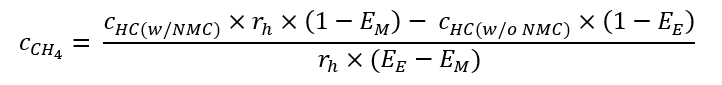 c_{CH_4} = \frac{c_{HC(w/NMC)} \times r_h \times (1 - E_M) - c_{HC(w/o NMC)} \times (1 - E_E)}{r_h \times (E_E - E_M)}